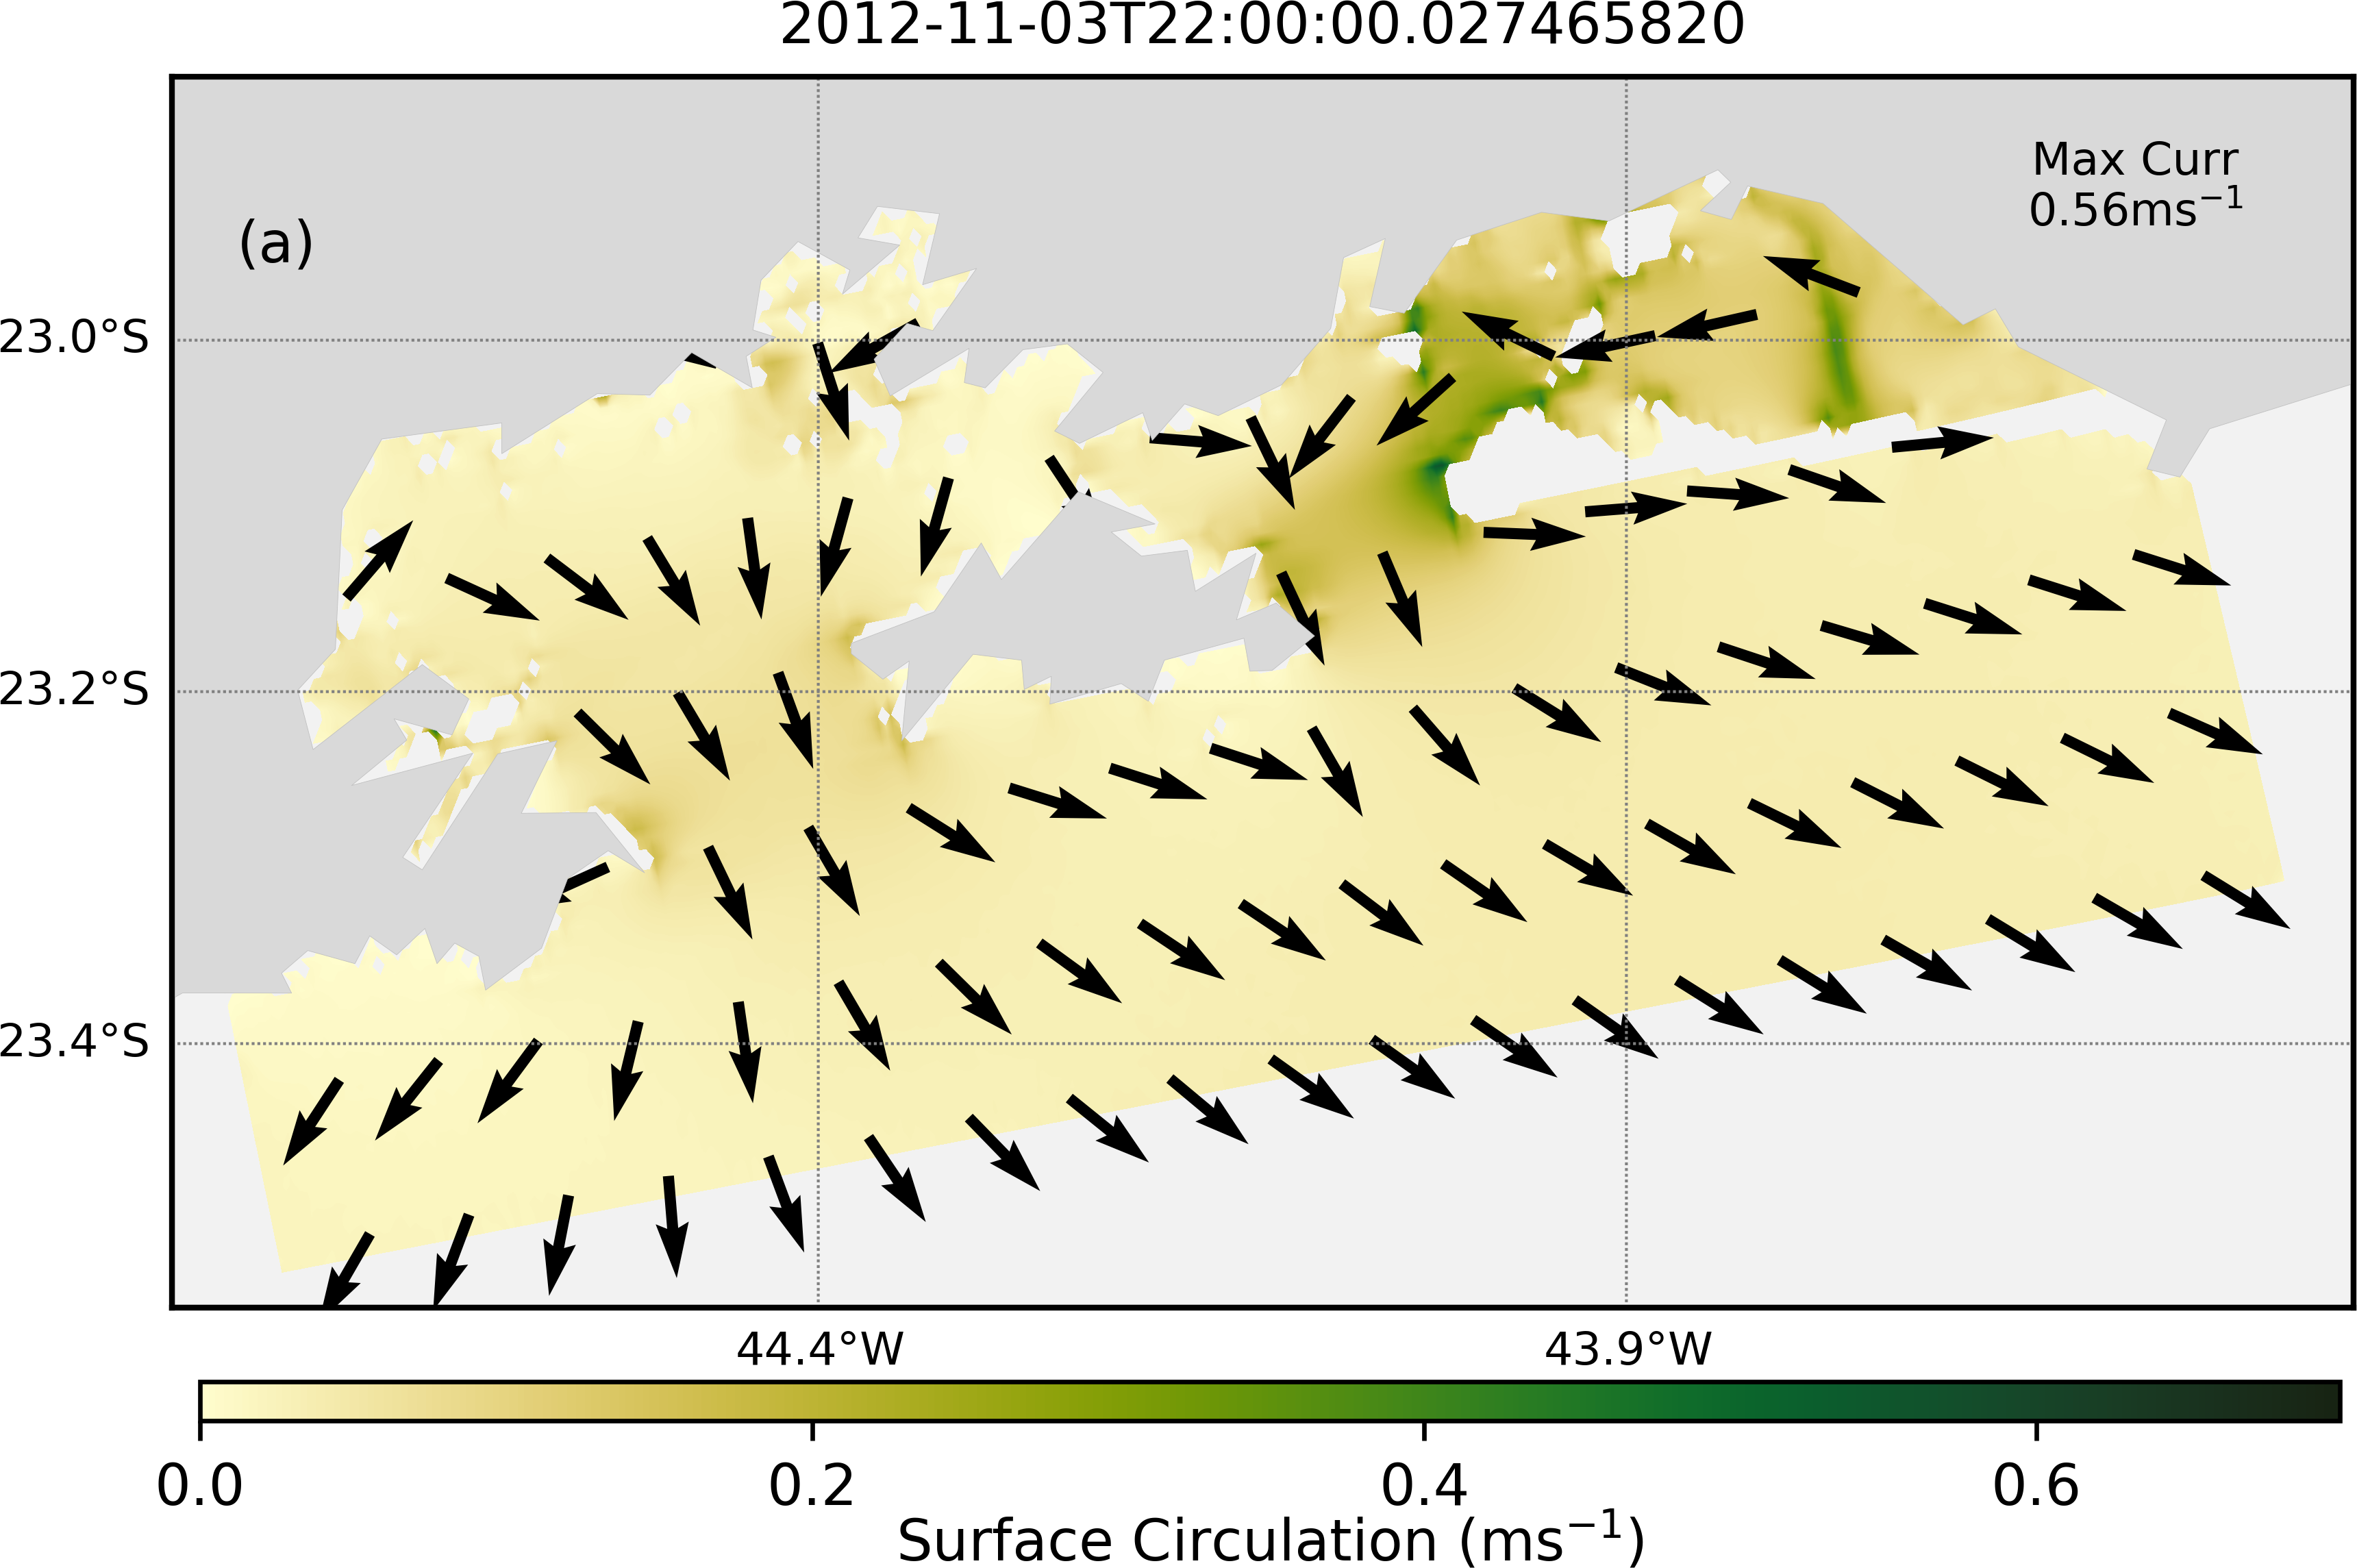 2012-11-03T22:00:00.027465820
Max Curr
0.56ms⁻¹
(a)
23.0°S
23.2°S
23.4°S
44.4°W 43.9°W
0.0 0.2 0.4 0.6
Surface Circulation (ms⁻¹)